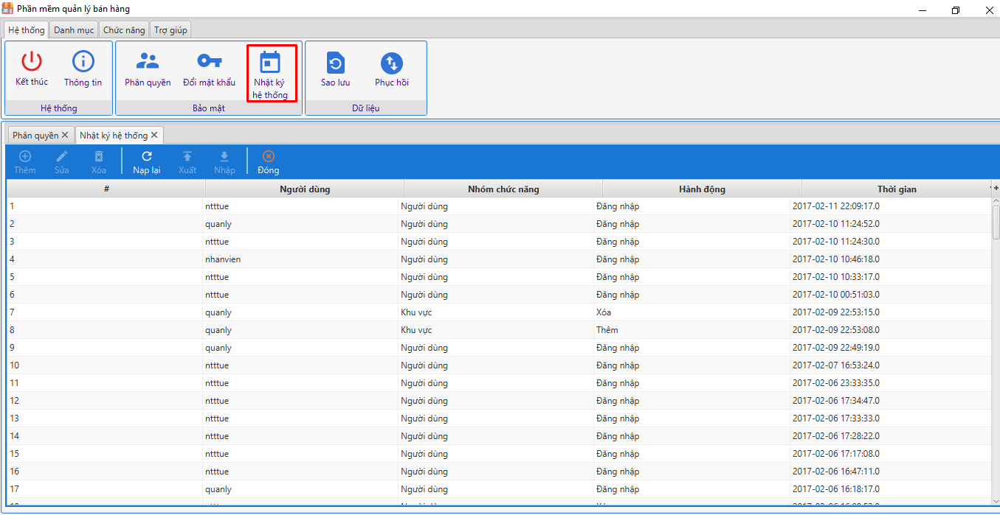 Phần mềm quản lý bán hàng
Hệ thống Danh mục Chức năng Trợ giúp
Kết thúc Thông tin Phân quyền Đổi mật khẩu Nhật ký hệ thống Sao lưu Phục hồi
Hệ thống Bảo mật Dữ liệu
Phân quyền Nhật ký hệ thống
Thêm Sửa Xóa Nạp lại Xuất Nhập Đóng
# Người dùng Nhóm chức năng Hành động Thời gian
1 ntttue Người dùng Đăng nhập 2017-02-11 22:09:17.0
2 quanly Người dùng Đăng nhập 2017-02-10 11:24:52.0
3 ntttue Người dùng Đăng nhập 2017-02-10 11:24:30.0
4 nhanvien Người dùng Đăng nhập 2017-02-10 10:46:18.0
5 ntttue Người dùng Đăng nhập 2017-02-10 10:33:17.0
6 ntttue Người dùng Đăng nhập 2017-02-10 00:51:03.0
7 quanly Khu vực Xóa 2017-02-09 22:53:15.0
8 quanly Khu vực Thêm 2017-02-09 22:53:08.0
9 quanly Người dùng Đăng nhập 2017-02-09 22:49:19.0
10 ntttue Người dùng Đăng nhập 2017-02-07 16:53:24.0
11 ntttue Người dùng Đăng nhập 2017-02-06 23:33:35.0
12 ntttue Người dùng Đăng nhập 2017-02-06 17:34:47.0
13 ntttue Người dùng Đăng nhập 2017-02-06 17:33:33.0
14 ntttue Người dùng Đăng nhập 2017-02-06 17:28:22.0
15 ntttue Người dùng Đăng nhập 2017-02-06 17:17:08.0
16 ntttue Người dùng Đăng nhập 2017-02-06 16:47:11.0
17 quanly Người dùng Đăng nhập 2017-02-06 16:18:17.0